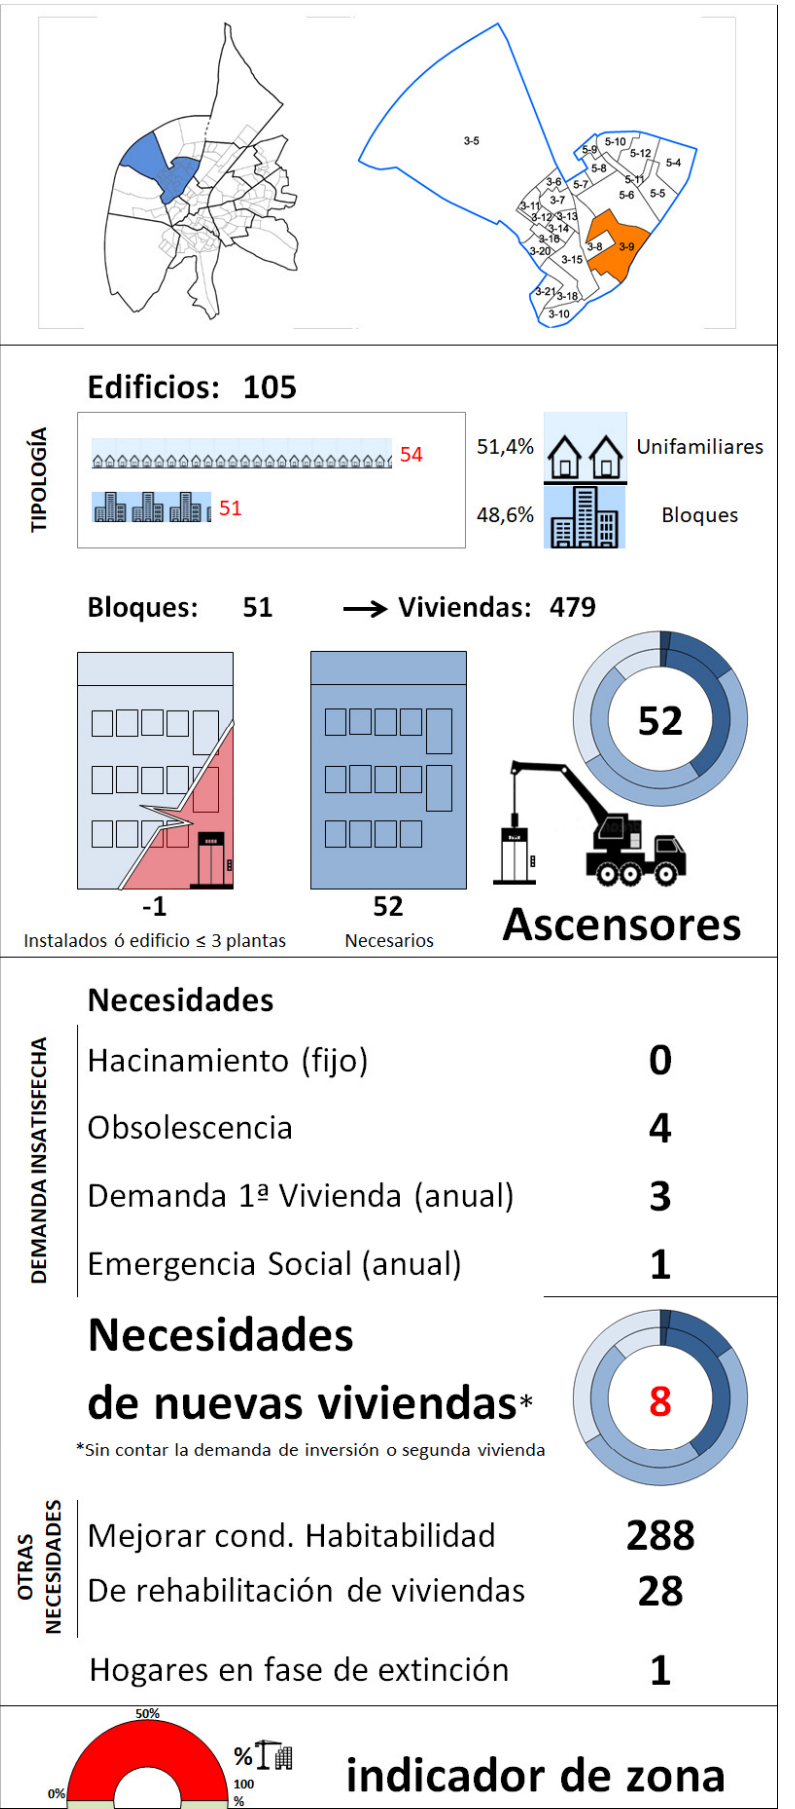 3-5
5-10
5-9
5-12
5-4
5-8
5-11
3-6
5-7
5-6
5-5
3-7
3-11
3-12
3-13
3-14
3-16
3-8
3-9
3-20
3-15
3-21
3-18
3-10
Edificios: 105
TIPOLOGÍA
54
51,4%
Unifamiliares
51
48,6%
Bloques
Bloques: 51 Viviendas: 479
52
-1
52
Ascensores
Instalados ó edificio ≤ 3 plantas
Necesarios
DEMANDA INSATISFECHA
Necesidades
Hacinamiento (fijo) 0
Obsolescencia 4
Demanda 1ª Vivienda (anual) 3
Emergencia Social (anual) 1
Necesidades
de nuevas viviendas*
8
*Sin contar la demanda de inversión o segunda vivienda
OTRAS
NECESIDADES
Mejorar cond. Habitabilidad 288
De rehabilitación de viviendas 28
Hogares en fase de extinción 1
50%
%
0%
100
%
indicador de zona